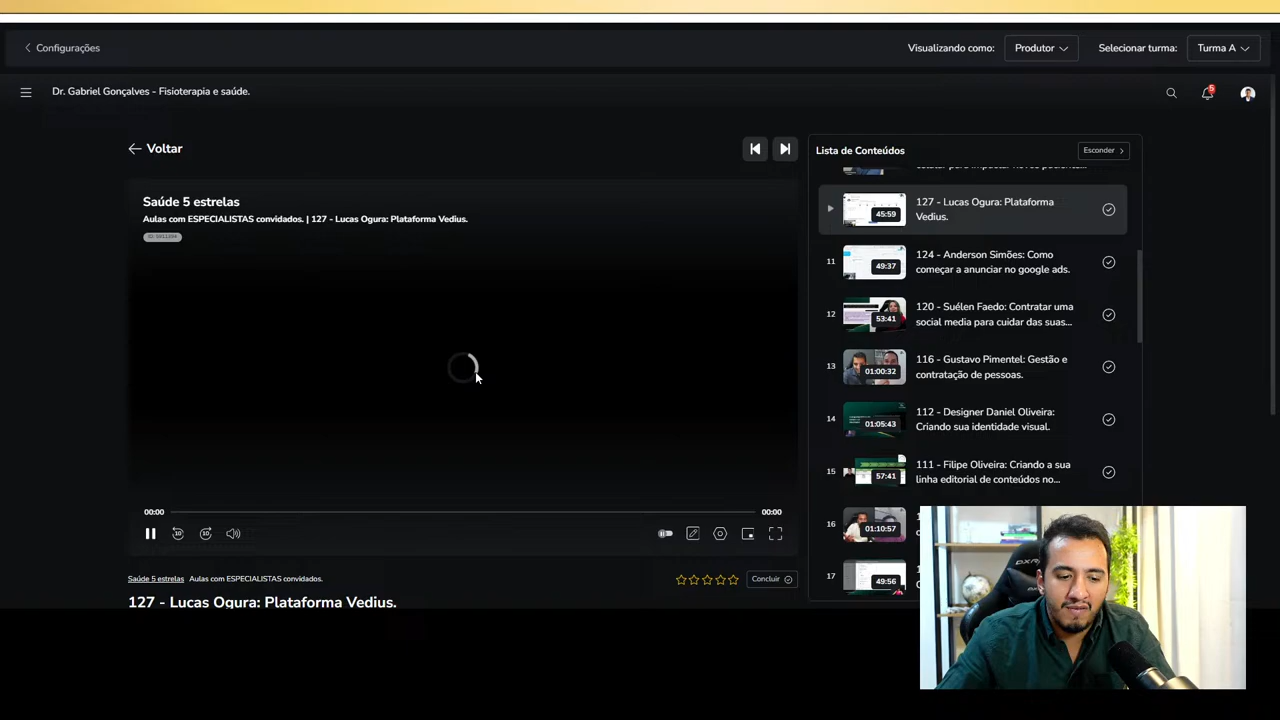 Configurações
Visualizando como:
Produtor
Selecionar turma:
Turma A
Dr. Gabriel Gonçalves - Fisioterapia e saúde.
5
Voltar
Saúde 5 estrelas
Aulas com ESPECIALISTAS convidados. | 127 - Lucas Ogura: Plataforma Vedius.
00:00
00:00
10
10
Saúde 5 estrelas
Aulas com ESPECIALISTAS convidados.
Concluir
127 - Lucas Ogura: Plataforma Vedius.
Lista de Conteúdos
Esconder
45:59
127 - Lucas Ogura: Plataforma
Vedius.
11
49:37
124 - Anderson Simões: Como
começar a anunciar no google ads.
12
53:41
120 - Suélen Faedo: Contratar uma
social media para cuidar das suas...
13
01:00:32
116 - Gustavo Pimentel: Gestão e
contratação de pessoas.
14
01:05:43
112 - Designer Daniel Oliveira:
Criando sua identidade visual.
15
57:41
111 - Filipe Oliveira: Criando a sua
linha editorial de conteúdos no...
16
01:10:57
17
49:56